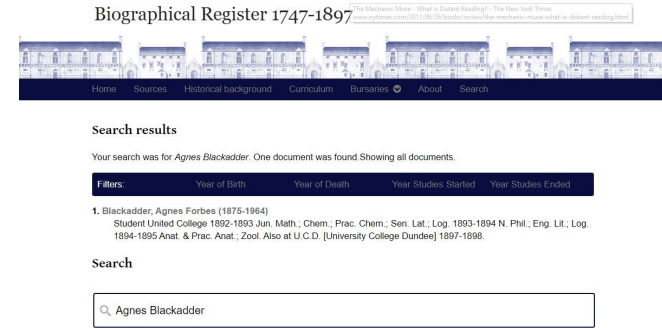 Biographical Register 1747-1897
The Mechanic Muse - What Is Distant Reading? - The New York Times
www.nytimes.com/2011/06/26/books/review/the-mechanic-muse-what-is-distant-reading.html
Home Sources Historical background Curriculum Bursaries About Search
Search results
Your search was for Agnes Blackadder. One document was found.Showing all documents.
Filters: Year of Birth Year of Death Year Studies Started Year Studies Ended
1. Blackadder, Agnes Forbes (1875-1964)
Student United College 1892-1893 Jun. Math.; Chem.; Prac. Chem.; Sen. Lat.; Log. 1893-1894 N. Phil.; Eng. Lit.; Log.
1894-1895 Anat. & Prac. Anat.; Zool. Also at U.C.D. [University College Dundee] 1897-1898.
Search
Agnes Blackadder